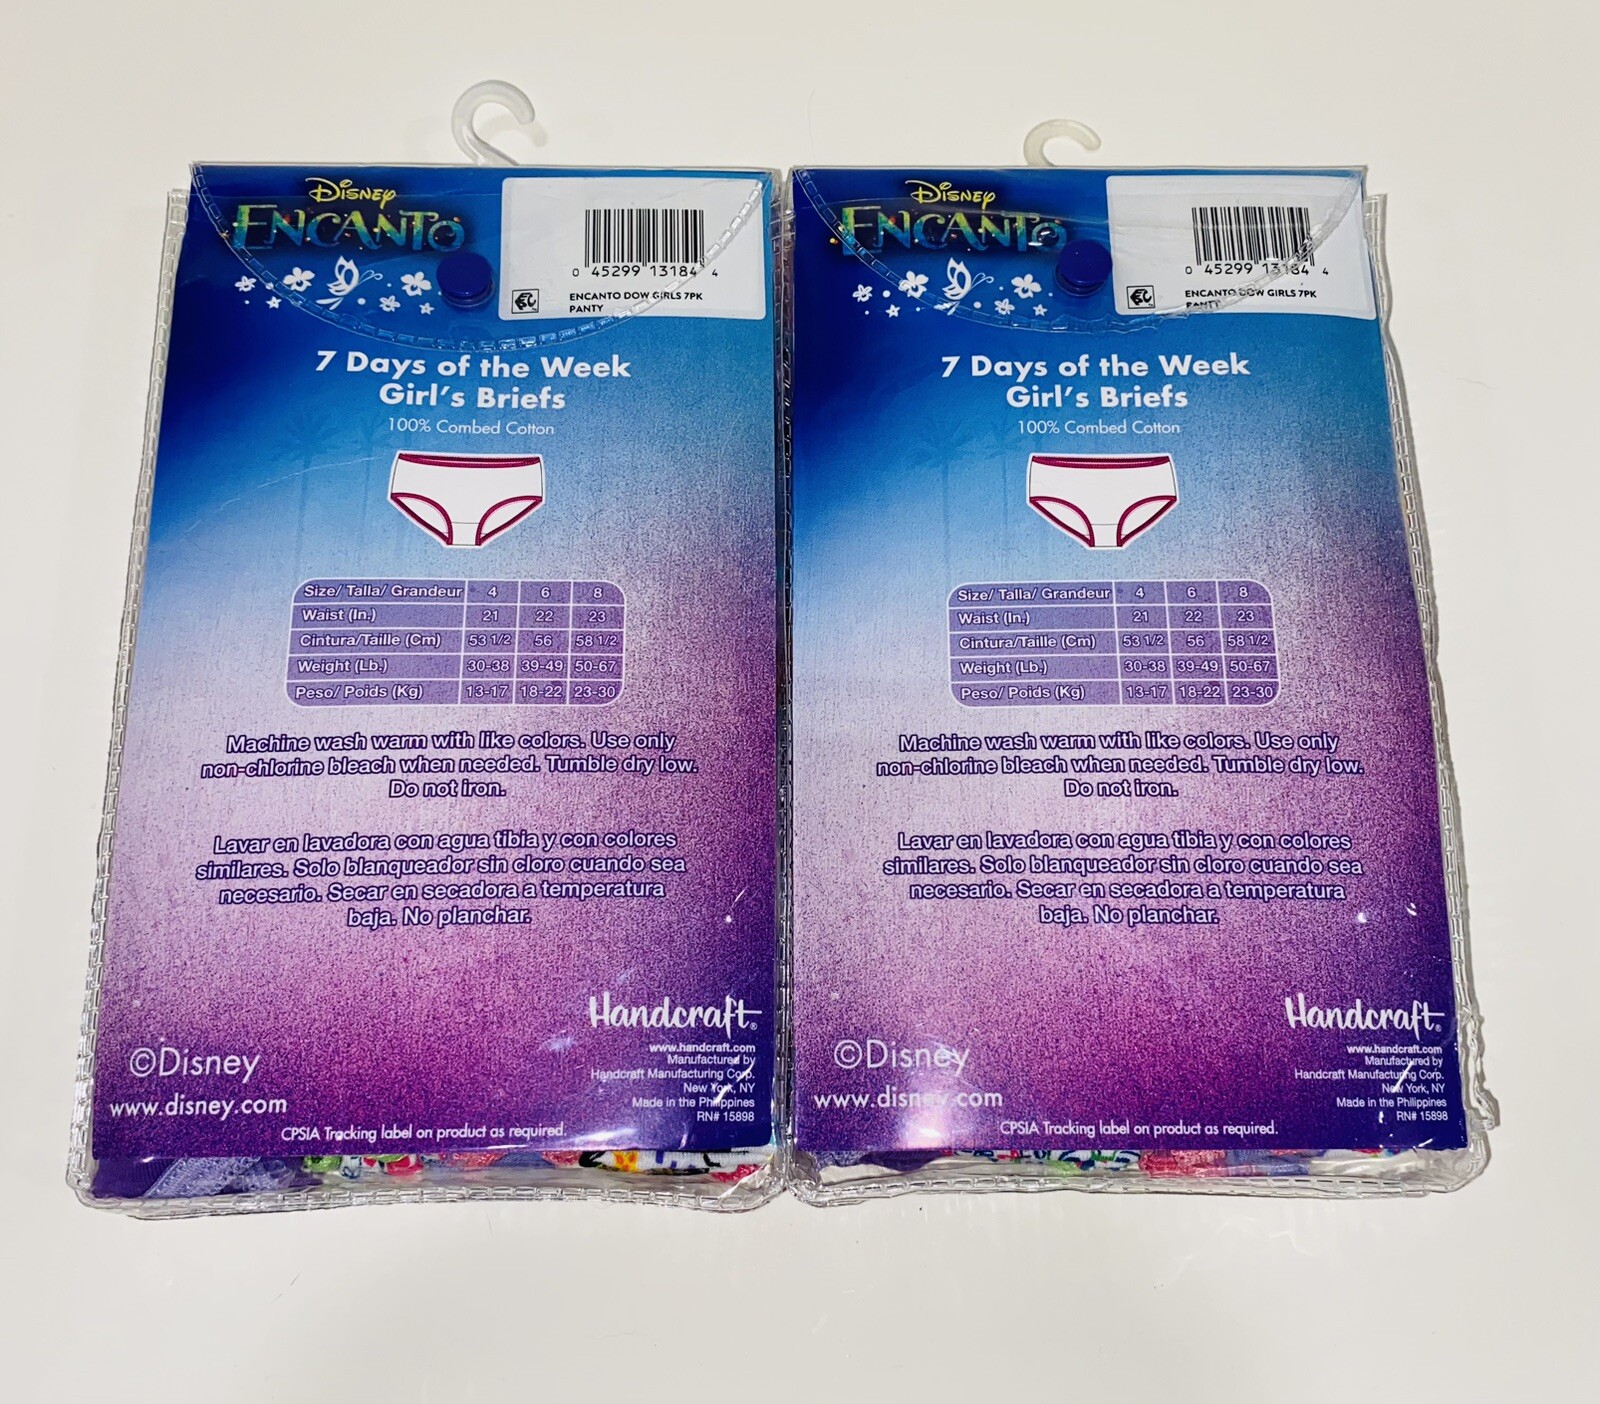 Disney
ENCANTO
0 45299 13184 4
ENCANTO DOW GIRLS 7PK
PANTY
7 Days of the Week
Girl's Briefs
100% Combed Cotton
Size/ Talla/ Grandeur 4 6 8
Waist (In.) 21 22 23
Cintura/Taille (Cm) 53 1/2 56 58 1/2
Weight (Lb.) 30-38 39-49 50-67
Peso/ Poids (Kg) 13-17 18-22 23-30
Machine wash warm with like colors. Use only
non-chlorine bleach when needed. Tumble dry low.
Do not iron.
Lavar en lavadora con agua tibia y con colores
similares. Solo blanqueador sin cloro cuando sea
necesario. Secar en secadora a temperatura
baja. No planchar.
Handcraft®
www.handcraft.com
Manufactured by
Handcraft Manufacturing Corp.
New York, NY
Made in the Philippines
RN# 15898
©Disney
www.disney.com
CPSIA Tracking label on product as required.
Disney
ENCANTO
0 45299 13184 4
ENCANTO DOW GIRLS 7PK
PANTY
7 Days of the Week
Girl's Briefs
100% Combed Cotton
Size/ Talla/ Grandeur 4 6 8
Waist (In.) 21 22 23
Cintura/Taille (Cm) 53 1/2 56 58 1/2
Weight (Lb.) 30-38 39-49 50-67
Peso/ Poids (Kg) 13-17 18-22 23-30
Machine wash warm with like colors. Use only
non-chlorine bleach when needed. Tumble dry low.
Do not iron.
Lavar en lavadora con agua tibia y con colores
similares. Solo blanqueador sin cloro cuando sea
necesario. Secar en secadora a temperatura
baja. No planchar.
Handcraft®
www.handcraft.com
Manufactured by
Handcraft Manufacturing Corp.
New York, NY
Made in the Philippines
RN# 15898
©Disney
www.disney.com
CPSIA Tracking label on product as required.